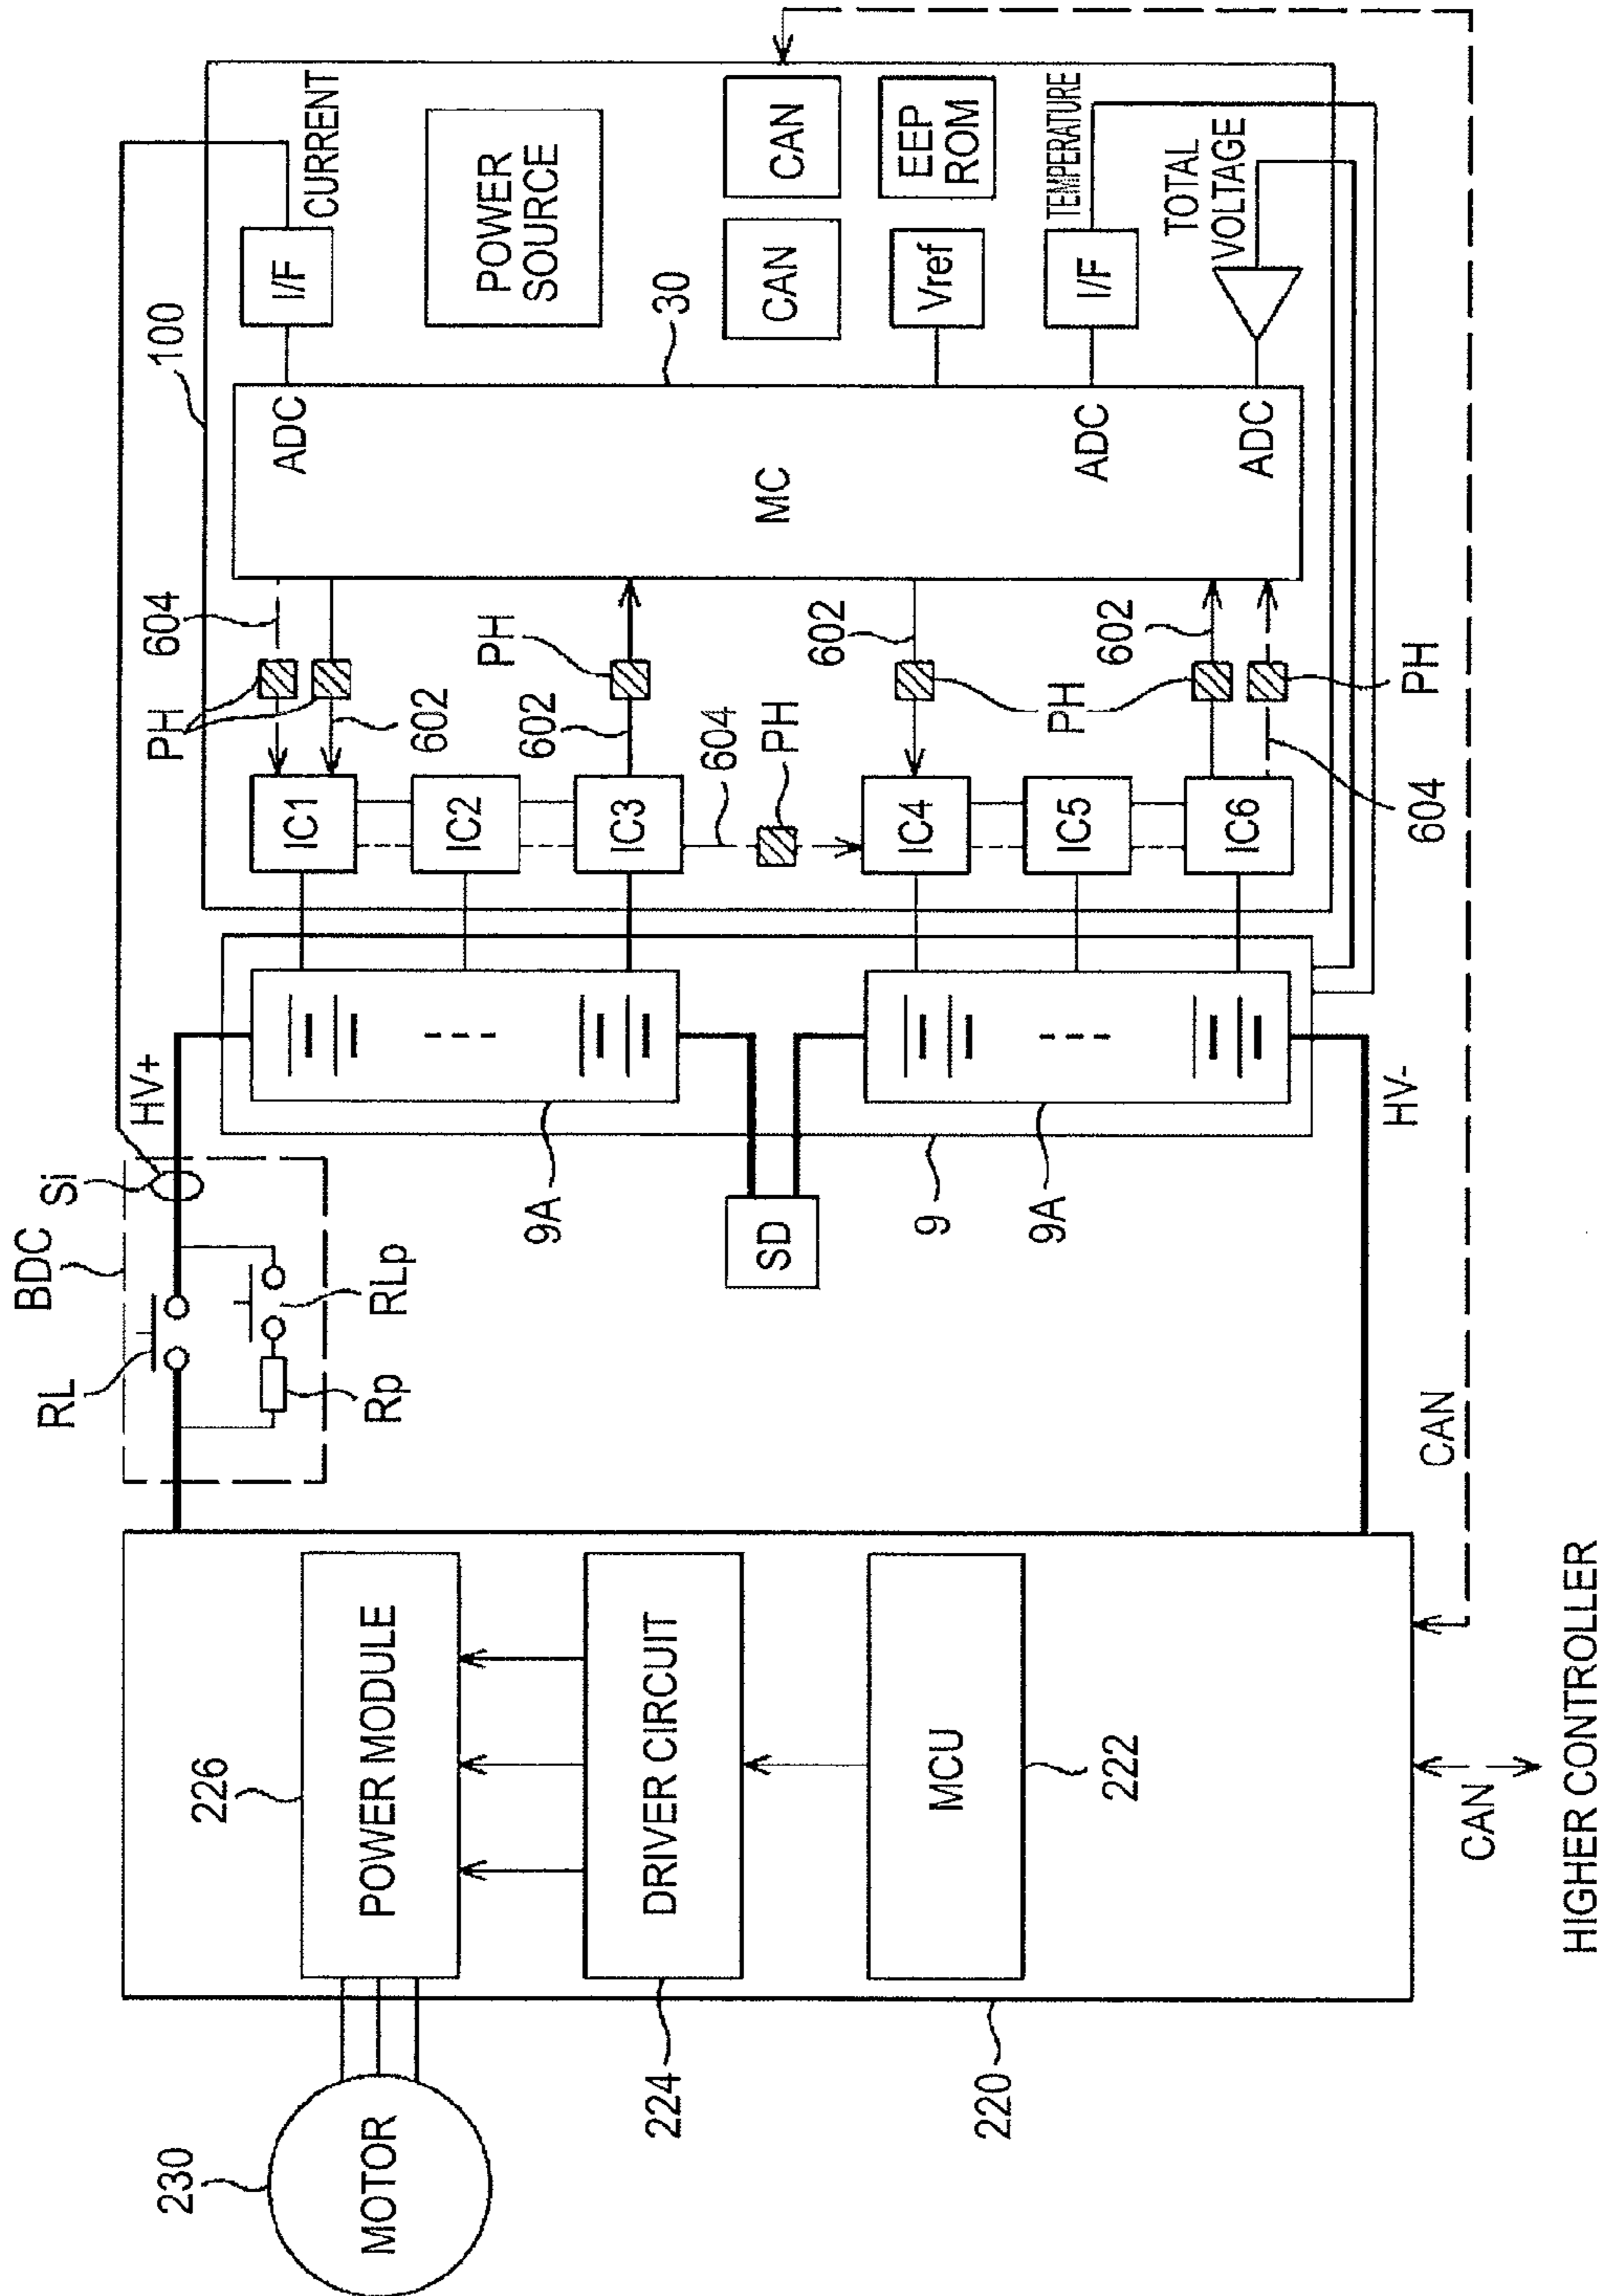 230
MOTOR
226
POWER MODULE
224
DRIVER CIRCUIT
MCU
222
220
CAN
HIGHER CONTROLLER
CAN
BDC
RL
Si
RLp
Rp
HV+
HV-
SD
9A
9
9A
100
PH
604
602
602
PH
604
PH
602
PH
602
PH
604
IC1
IC2
IC3
IC4
IC5
IC6
30
MC
ADC
ADC
ADC
I/F
CURRENT
POWER
SOURCE
CAN
CAN
Vref
EEP
ROM
I/F
TEMPERATURE
TOTAL
VOLTAGE